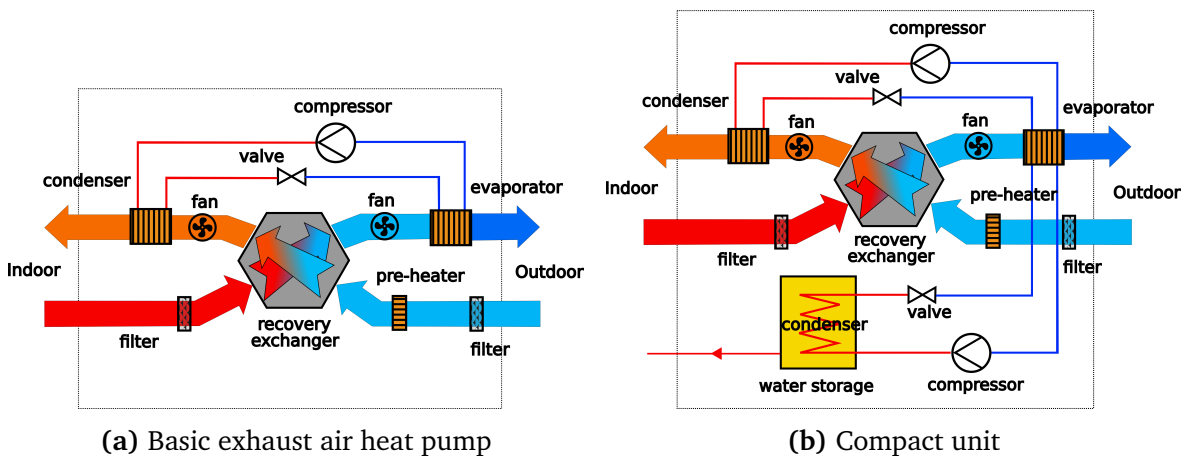 compressor
valve
condenser
fan
fan
evaporator
Indoor
Outdoor
pre-heater
filter
recovery
exchanger
filter
(a) Basic exhaust air heat pump
compressor
valve
condenser
fan
fan
evaporator
Indoor
pre-heater
Outdoor
filter
recovery
exchanger
filter
condenser
valve
water storage
compressor
(b) Compact unit